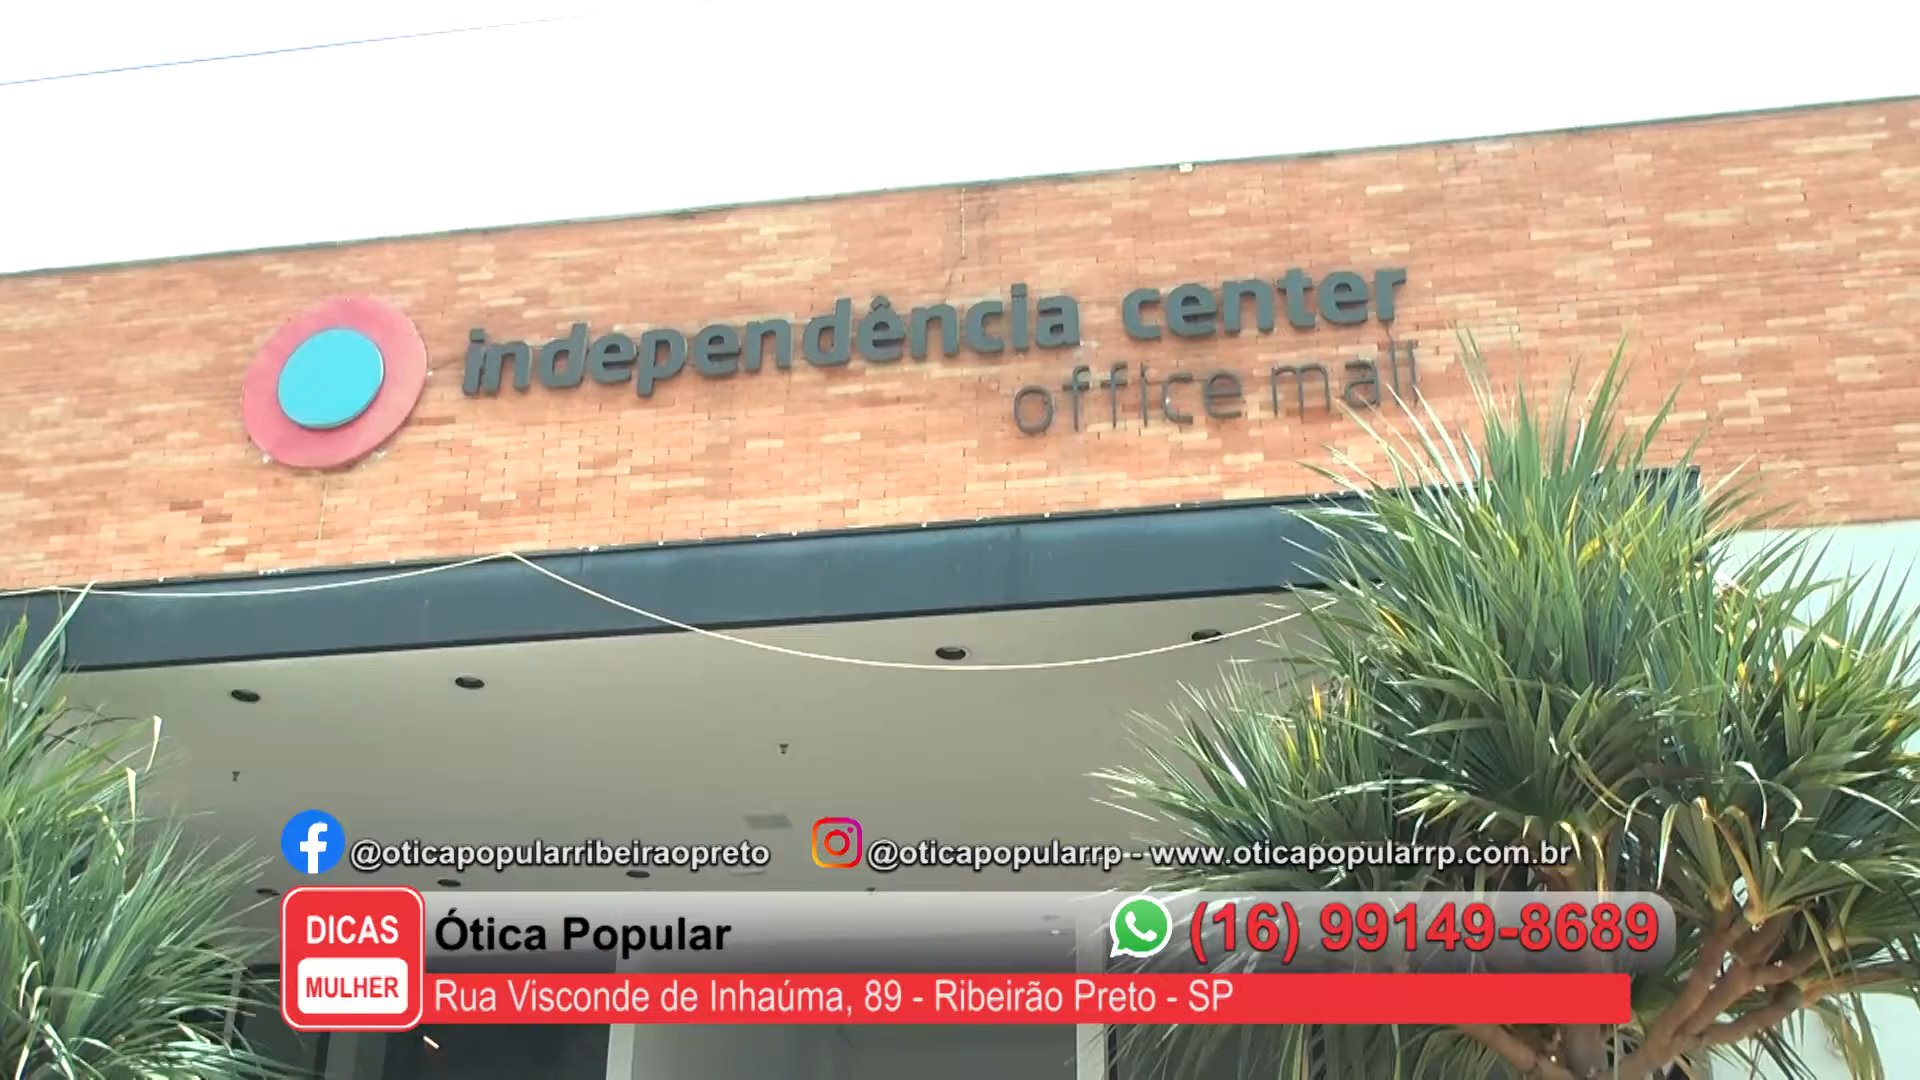 independência center
office mall
@oticapopularribeiraopreto @oticapopularrp - www.oticapopularrp.com.br
DICAS
MULHER
Ótica Popular
(16) 99149-8689
Rua Visconde de Inhaúma, 89 - Ribeirão Preto - SP